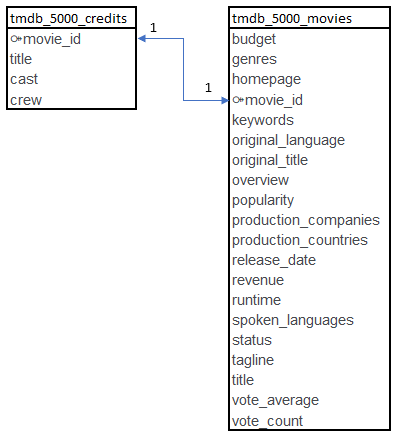 tmdb_5000_credits
movie_id
title
cast
crew
1
1
tmdb_5000_movies
budget
genres
homepage
movie_id
keywords
original_language
original_title
overview
popularity
production_companies
production_countries
release_date
revenue
runtime
spoken_languages
status
tagline
title
vote_average
vote_count